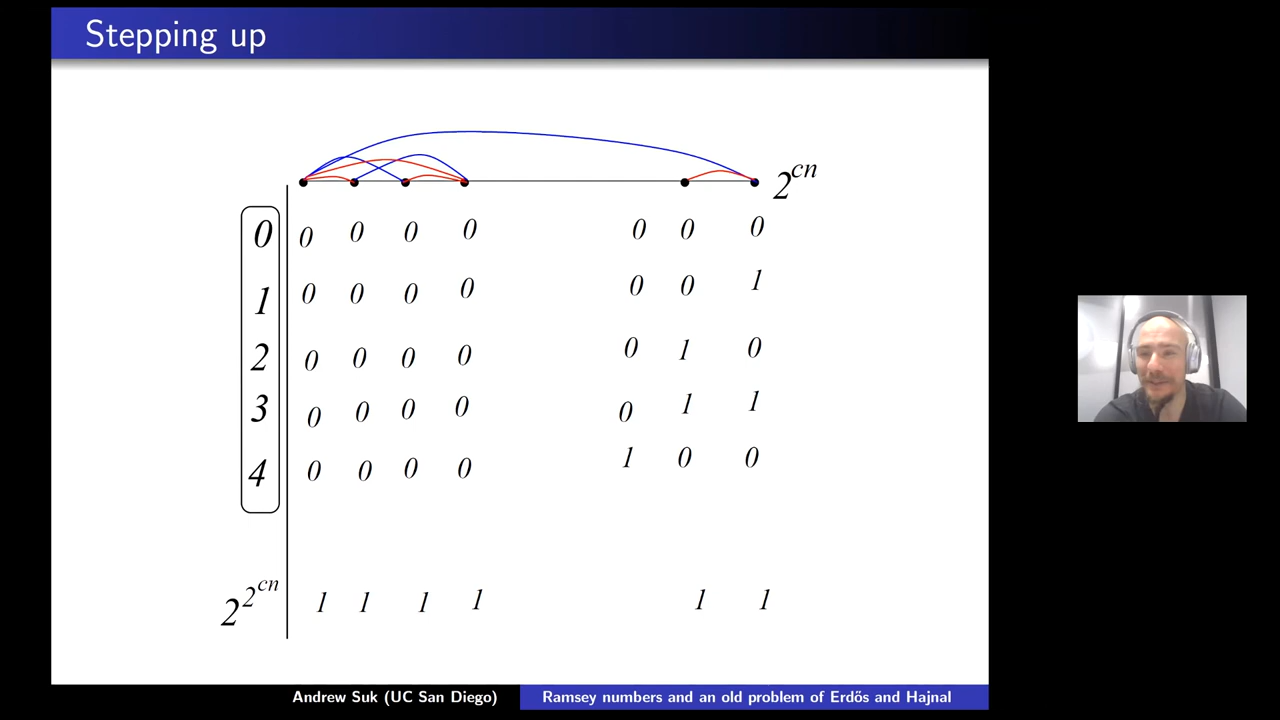 Stepping up
2^{cn}
0 0 0 0 0 0 0 0
1 0 0 0 0 0 0 1
2 0 0 0 0 0 1 0
3 0 0 0 0 0 1 1
4 0 0 0 0 1 0 0
2^{2^{cn}} 1 1 1 1 1 1
Andrew Suk (UC San Diego) Ramsey numbers and an old problem of Erdős and Hajnal